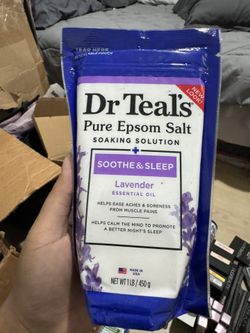 TEAR HERE
NEW LOOK!
Dr Teal's
Pure Epsom Salt
SOAKING SOLUTION
+
SOOTHE & SLEEP
Lavender
ESSENTIAL OIL
HELPS EASE ACHES & SORENESS
FROM MUSCLE PAINS
HELPS CALM THE MIND TO PROMOTE
A BETTER NIGHT'S SLEEP
MADE IN
USA
NET WT 1 LB / 450 g